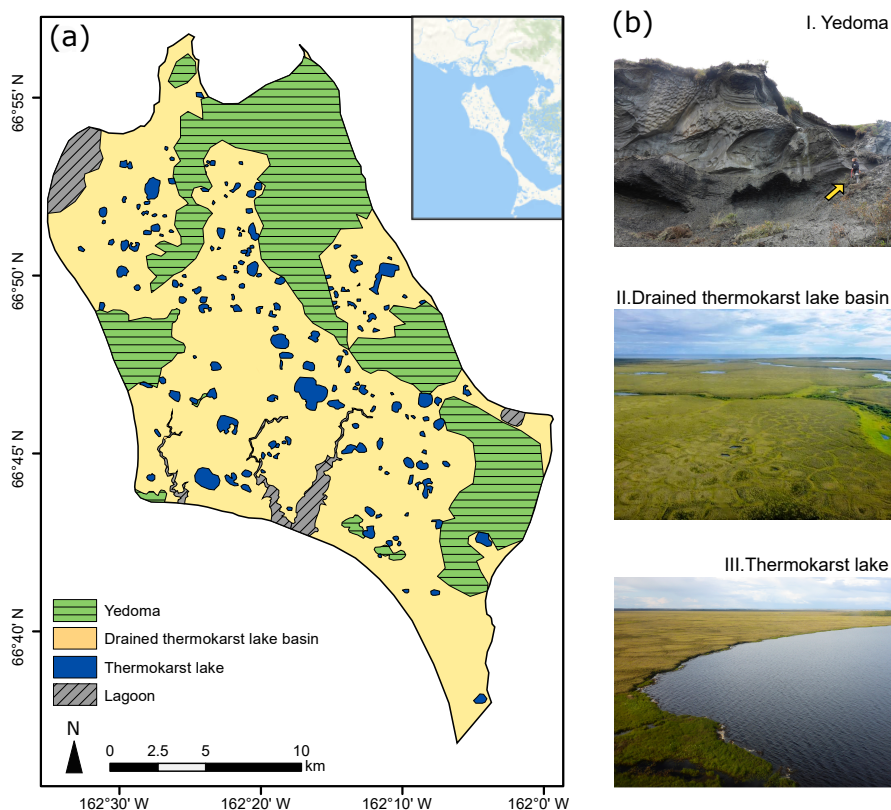 (a)
66°55' N
66°50' N
66°45' N
66°40' N
Yedoma
Drained thermokarst lake basin
Thermokarst lake
Lagoon
N
0 2.5 5 10
km
162°30' W 162°20' W 162°10' W 162°0' W
(b)
I. Yedoma
II.Drained thermokarst lake basin
III.Thermokarst lake